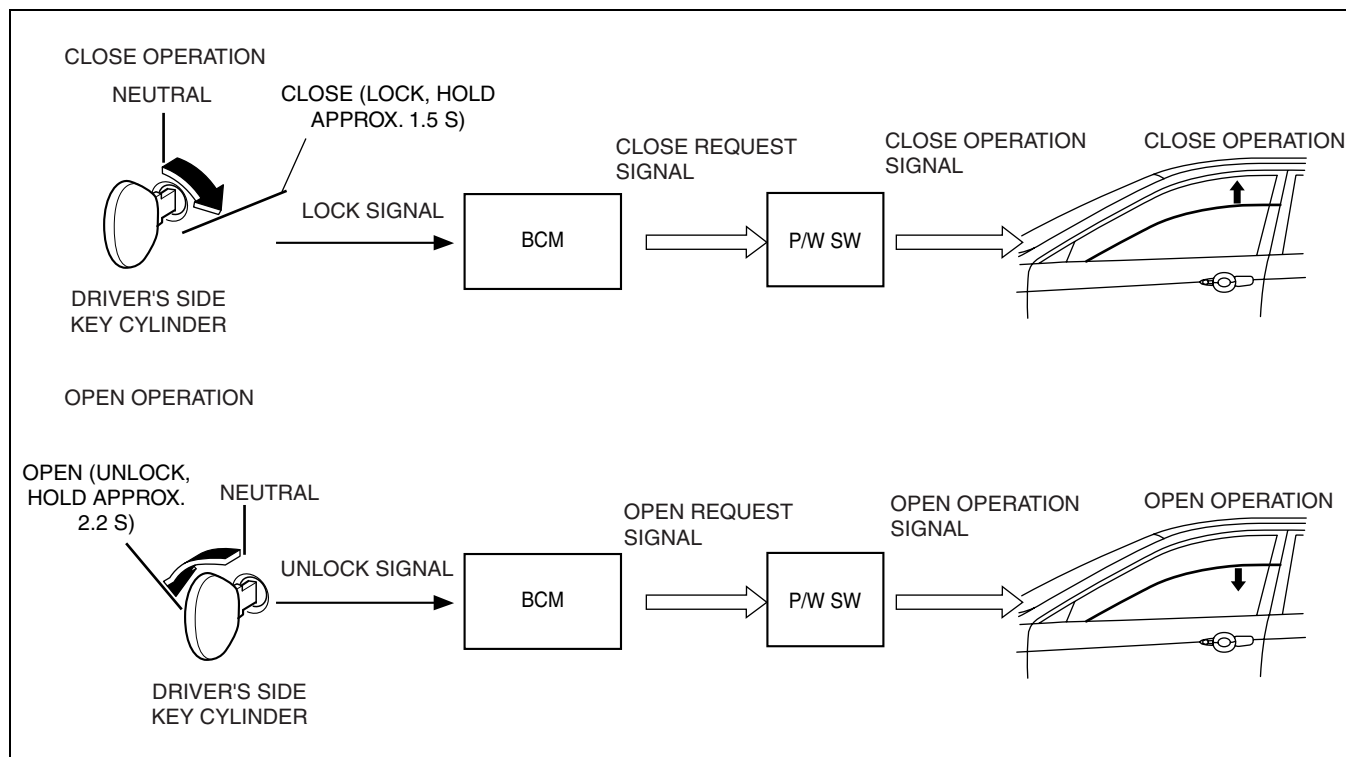 CLOSE OPERATION
NEUTRAL
CLOSE (LOCK, HOLD
APPROX. 1.5 S)
LOCK SIGNAL
DRIVER'S SIDE
KEY CYLINDER
BCM
CLOSE REQUEST
SIGNAL
P/W SW
CLOSE OPERATION
SIGNAL
CLOSE OPERATION
OPEN OPERATION
OPEN (UNLOCK,
HOLD APPROX.
2.2 S)
NEUTRAL
UNLOCK SIGNAL
DRIVER'S SIDE
KEY CYLINDER
BCM
OPEN REQUEST
SIGNAL
P/W SW
OPEN OPERATION
SIGNAL
OPEN OPERATION